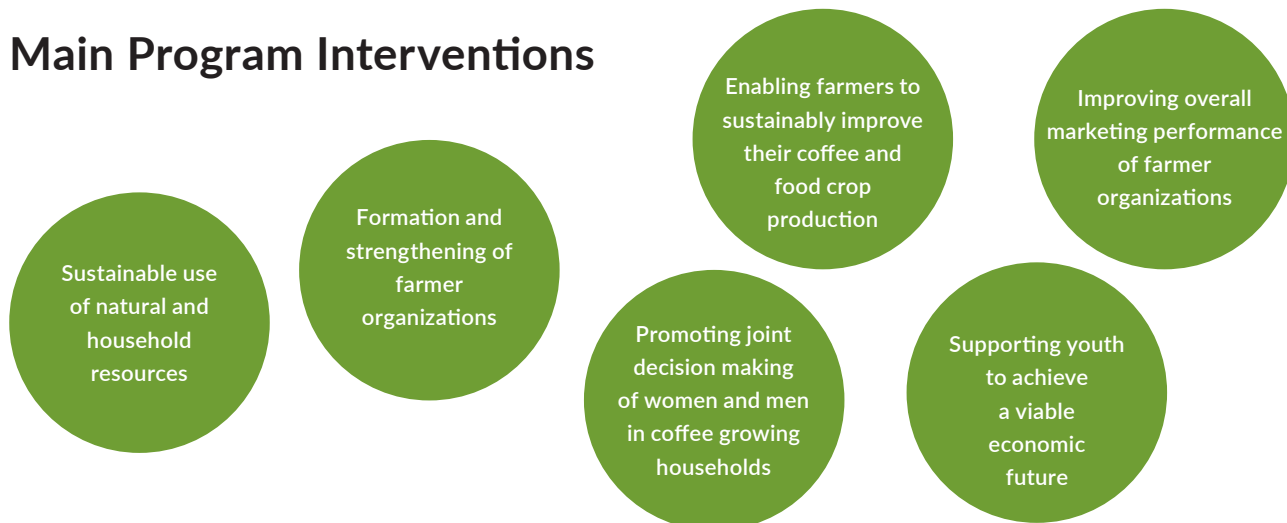 Main Program Interventions
Sustainable use
of natural and
household
resources
Formation and
strengthening of
farmer
organizations
Enabling farmers to
sustainably improve
their coffee and
food crop
production
Promoting joint
decision making
of women and men
in coffee growing
households
Improving overall
marketing performance
of farmer
organizations
Supporting youth
to achieve
a viable
economic
future